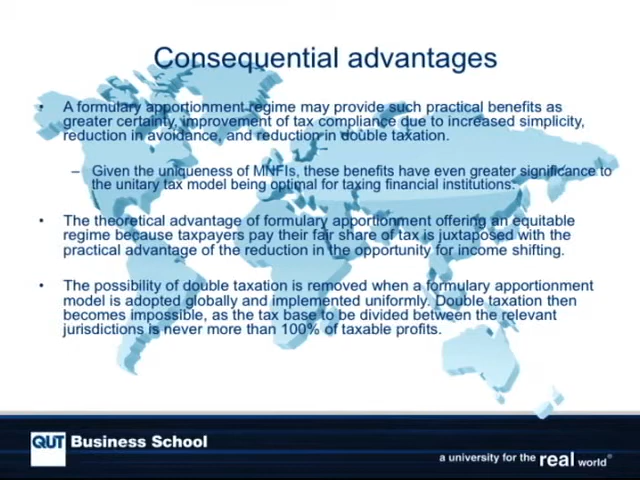 Consequential advantages
• A formulary apportionment regime may provide such practical benefits as
greater certainty, improvement of tax compliance due to increased simplicity,
reduction in avoidance, and reduction in double taxation.
– Given the uniqueness of MNFIs, these benefits have even greater significance to
the unitary tax model being optimal for taxing financial institutions.
• The theoretical advantage of formulary apportionment offering an equitable
regime because taxpayers pay their fair share of tax is juxtaposed with the
practical advantage of the reduction in the opportunity for income shifting.
• The possibility of double taxation is removed when a formulary apportionment
model is adopted globally and implemented uniformly. Double taxation then
becomes impossible, as the tax base to be divided between the relevant
jurisdictions is never more than 100% of taxable profits.
QUT Business School
a university for the real world®